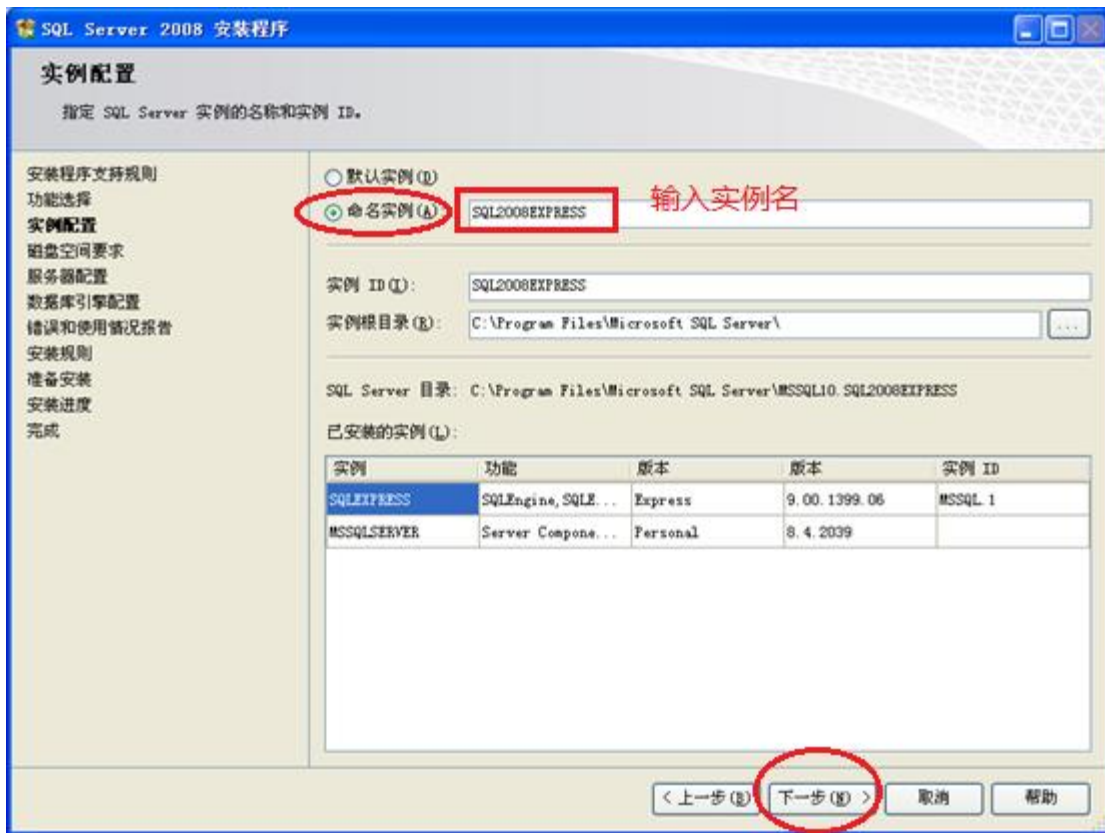 SQL Server 2008 安装程序
实例配置
指定 SQL Server 实例的名称和实例 ID。
安装程序支持规则
功能选择
实例配置
磁盘空间要求
服务器配置
数据库引擎配置
错误和使用情况报告
安装规则
准备安装
安装进度
完成
默认实例(D)
命名实例(A): SQL2008EXPRESS 输入实例名
实例 ID(I): SQL2008EXPRESS
实例根目录(R): C:\Program Files\Microsoft SQL Server\ ...
SQL Server 目录: C:\Program Files\Microsoft SQL Server\MSSQL10.SQL2008EXPRESS
已安装的实例(L):
实例 功能 版本 版本 实例 ID
SQLEXPRESS SQLEngine,SQLE... Express 9.00.1399.06 MSSQL.1
MSSQLSERVER Server Compone... Personal 8.4.2039
< 上一步(B) 下一步(N) > 取消 帮助